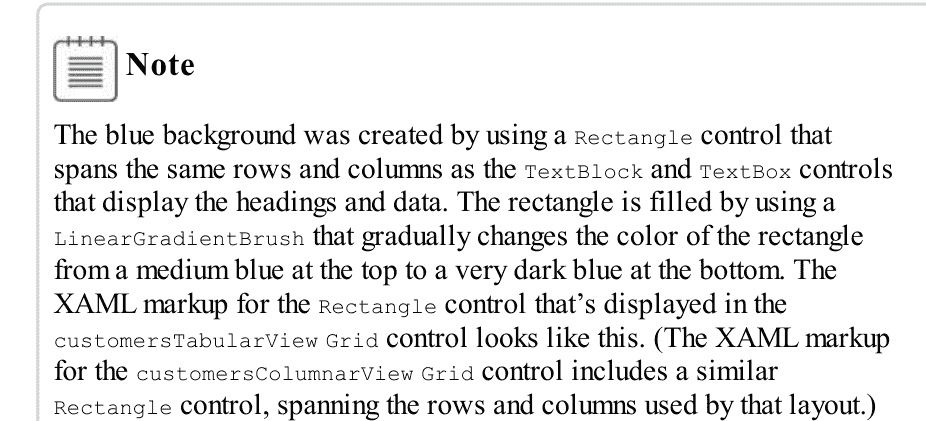 Note
The blue background was created by using a Rectangle control that
spans the same rows and columns as the TextBlock and TextBox controls
that display the headings and data. The rectangle is filled by using a
LinearGradientBrush that gradually changes the color of the rectangle
from a medium blue at the top to a very dark blue at the bottom. The
XAML markup for the Rectangle control that’s displayed in the
customersTabularView Grid control looks like this. (The XAML markup
for the customersColumnarView Grid control includes a similar
Rectangle control, spanning the rows and columns used by that layout.)